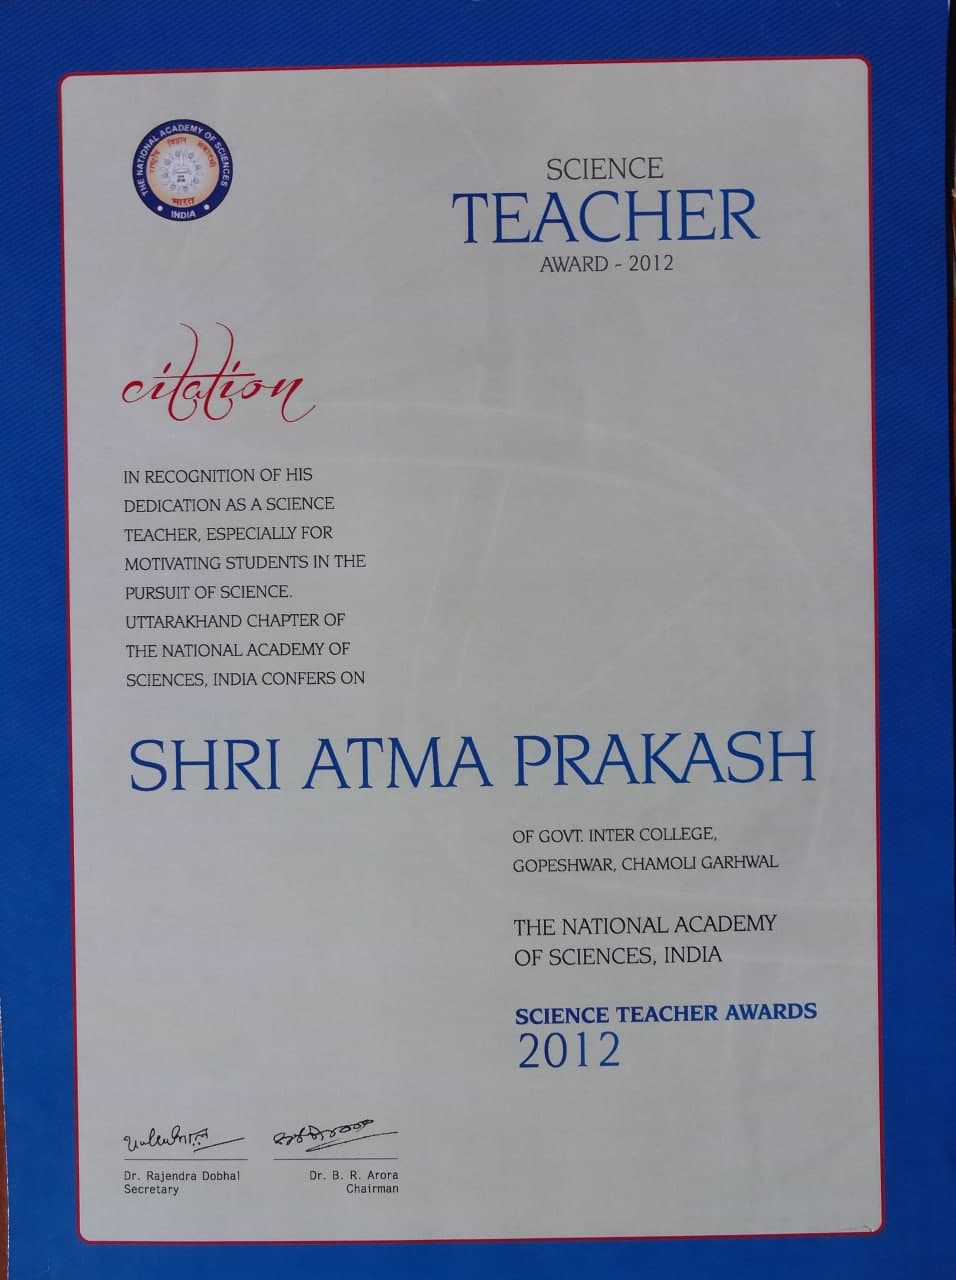 THE NATIONAL ACADEMY OF SCIENCES
राष्ट्रीय विज्ञान अकादमी
भारत
INDIA
SCIENCE
TEACHER
AWARD - 2012
citation
IN RECOGNITION OF HIS
DEDICATION AS A SCIENCE
TEACHER, ESPECIALLY FOR
MOTIVATING STUDENTS IN THE
PURSUIT OF SCIENCE.
UTTARAKHAND CHAPTER OF
THE NATIONAL ACADEMY OF
SCIENCES, INDIA CONFERS ON
SHRI ATMA PRAKASH
OF GOVT. INTER COLLEGE,
GOPESHWAR, CHAMOLI GARHWAL
THE NATIONAL ACADEMY
OF SCIENCES, INDIA
SCIENCE TEACHER AWARDS
2012
Dr. Rajendra Dobhal
Secretary
Dr. B. R. Arora
Chairman